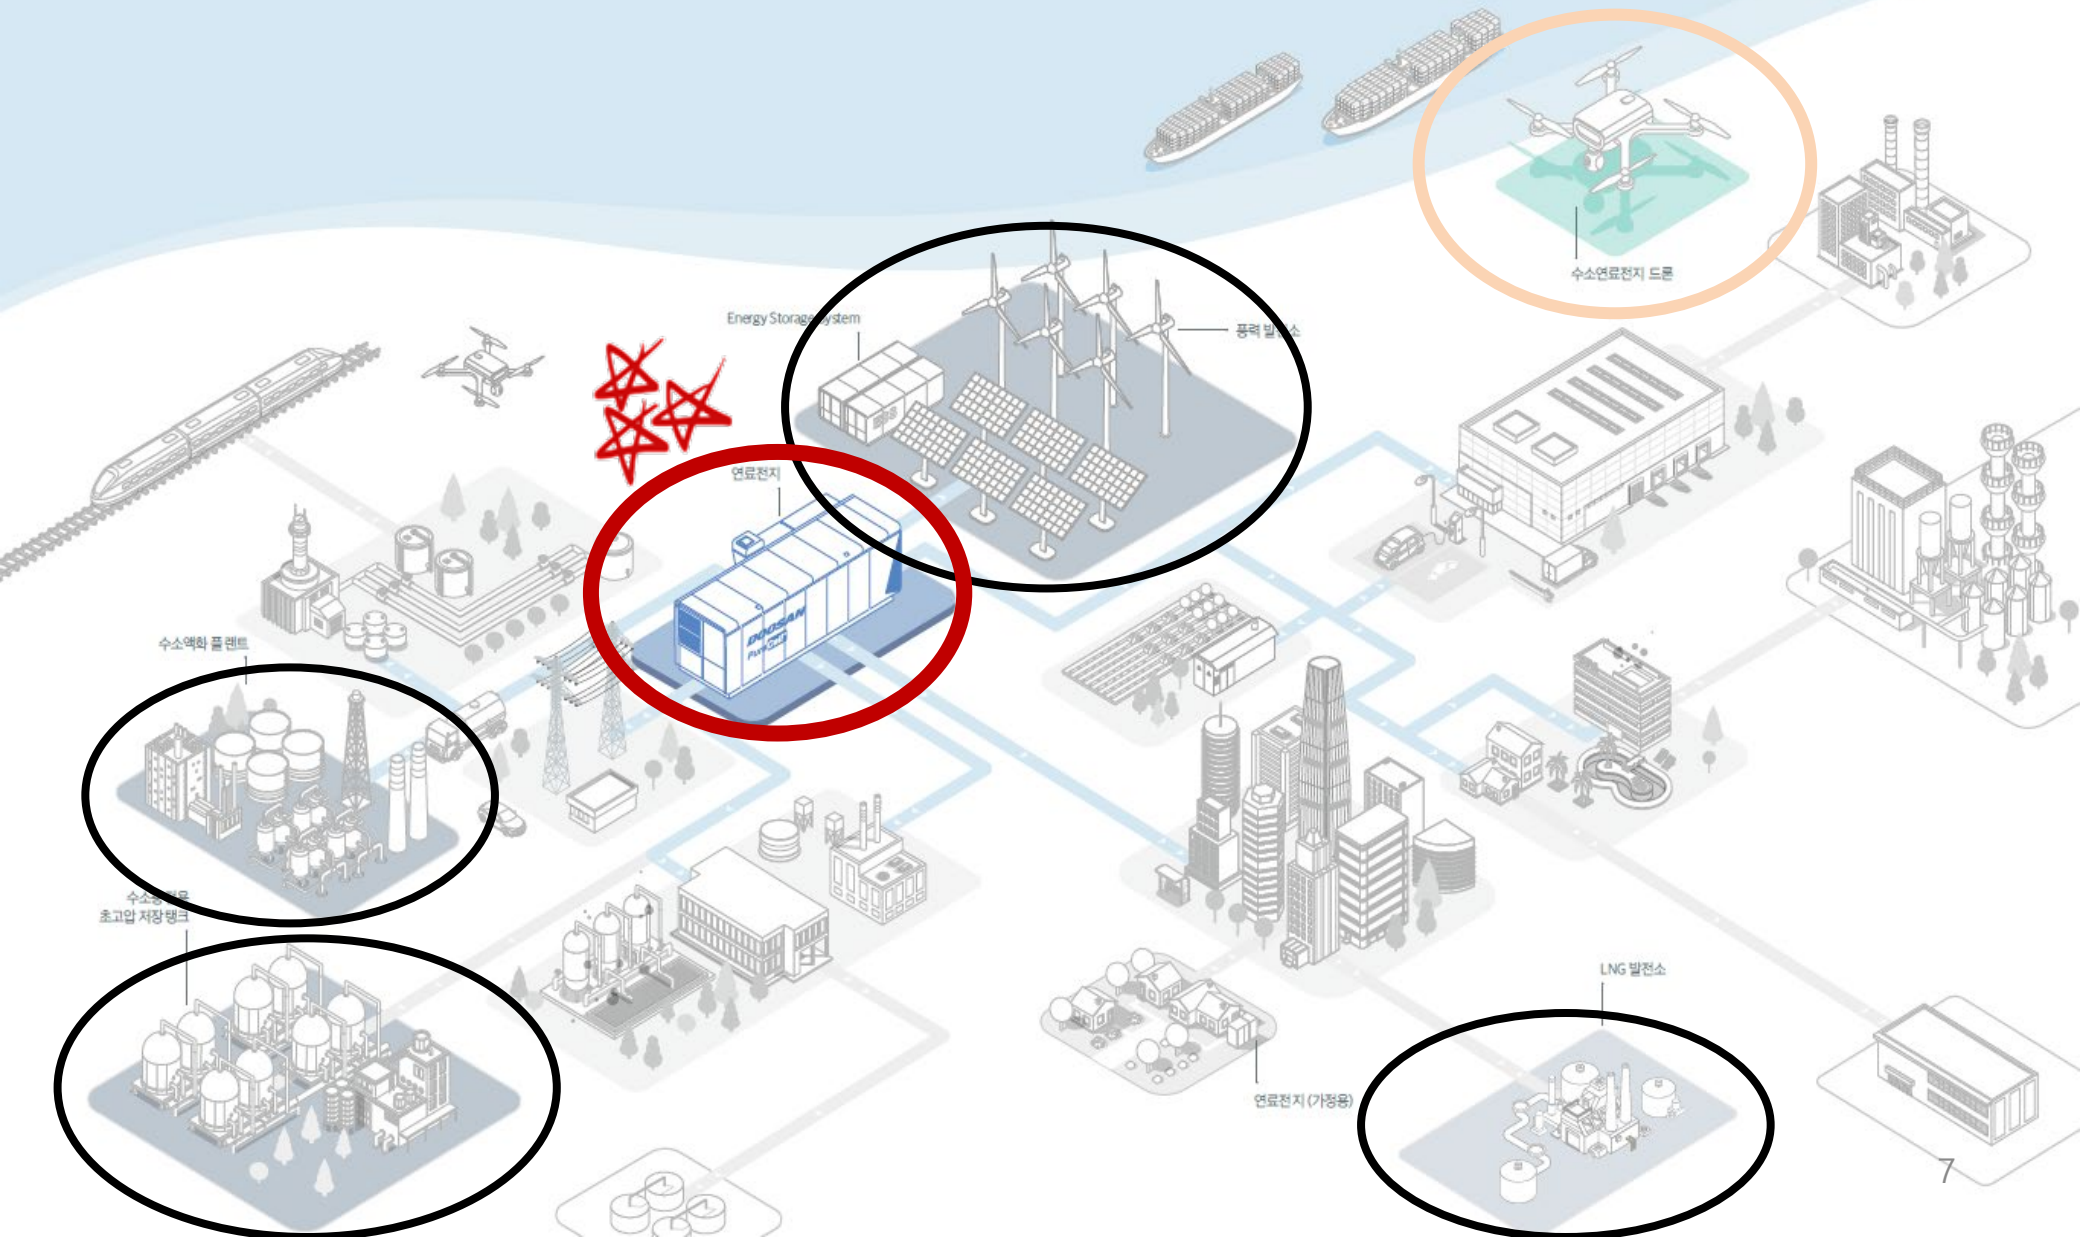 수소연료전지 드론
Energy Storage System
풍력 발전소
연료전지
DOOSAN
수소액화 플랜트
초고압 저장탱크
LNG 발전소
연료전지 (가정용)
7